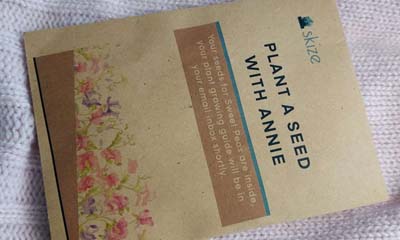 skize
PLANT A SEED
WITH ANNIE
Your seeds for Sweet Peas are inside,
your plant growing guide will be in
your email inbox shortly.